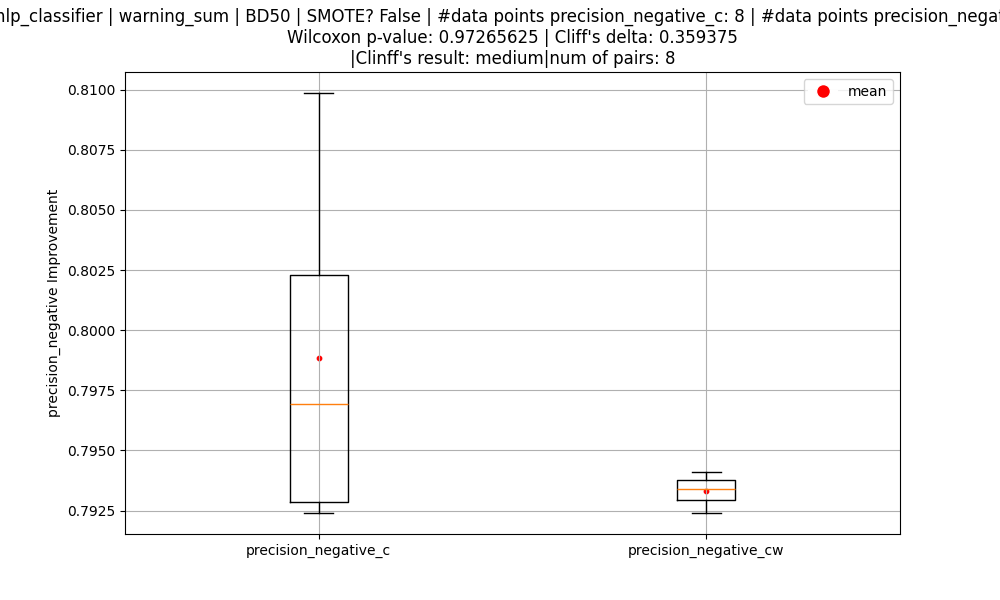 mlp_classifier | warning_sum | BD50 | SMOTE? False | #data points precision_negative_c: 8 | #data points
Wilcoxon p-value: 0.97265625 | Cliff's delta: 0.359375
|Clinff's result: medium|num of pairs: 8
mean
0.8100
0.8075
0.8050
0.8025
0.8000
0.7975
0.7950
0.7925
precision_negative Improvement
precision_negative_c
precision_negative_cw